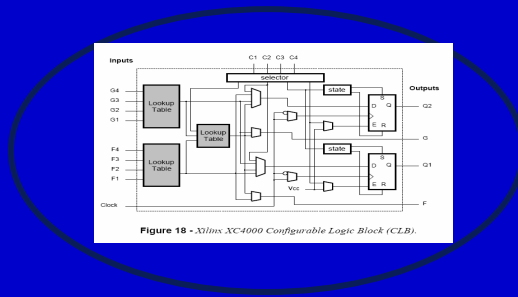 C1 C2 C3 C4
Inputs
selector
Outputs
G4
G3
G2
G1
Lookup
Table
state
S
D Q
E R
Q2
Lookup
Table
G
F4
F3
F2
F1
Lookup
Table
state
S
D Q
E R
Q1
Vcc
Clock
F
Figure 18 - Xilinx XC4000 Configurable Logic Block (CLB).